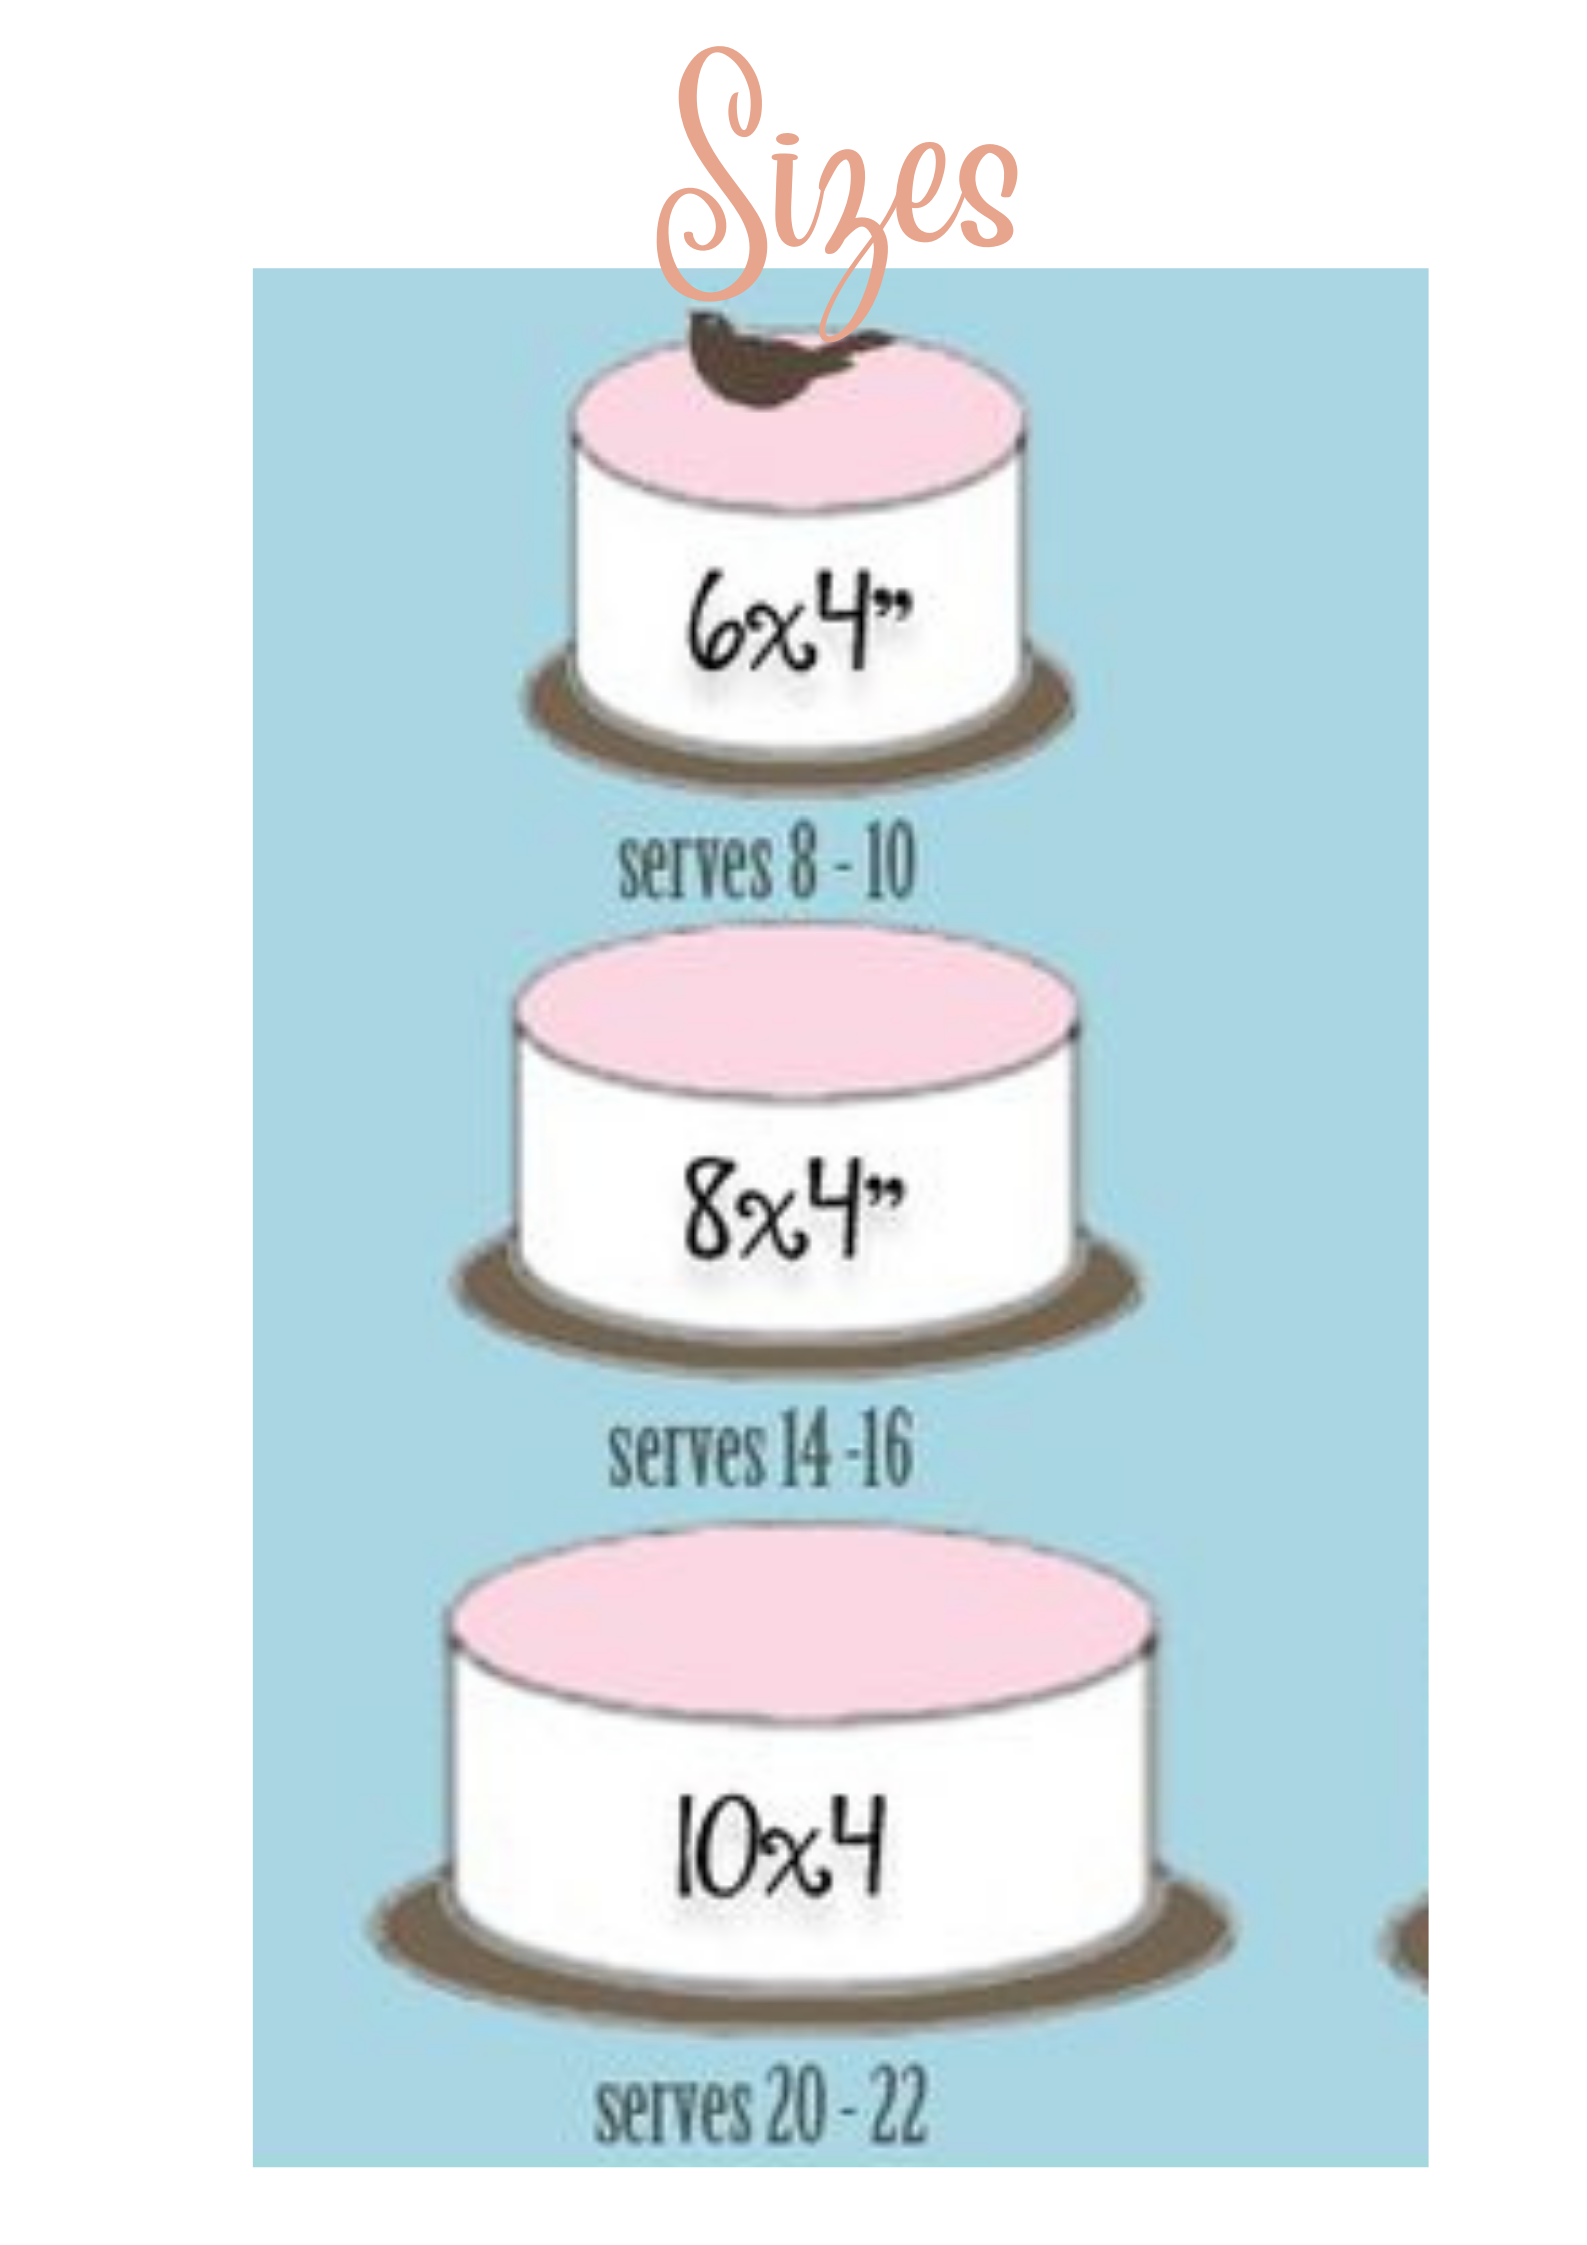 Sizes
6x4”
serves 8 - 10
8x4”
serves 14 -16
10x4
serves 20 - 22